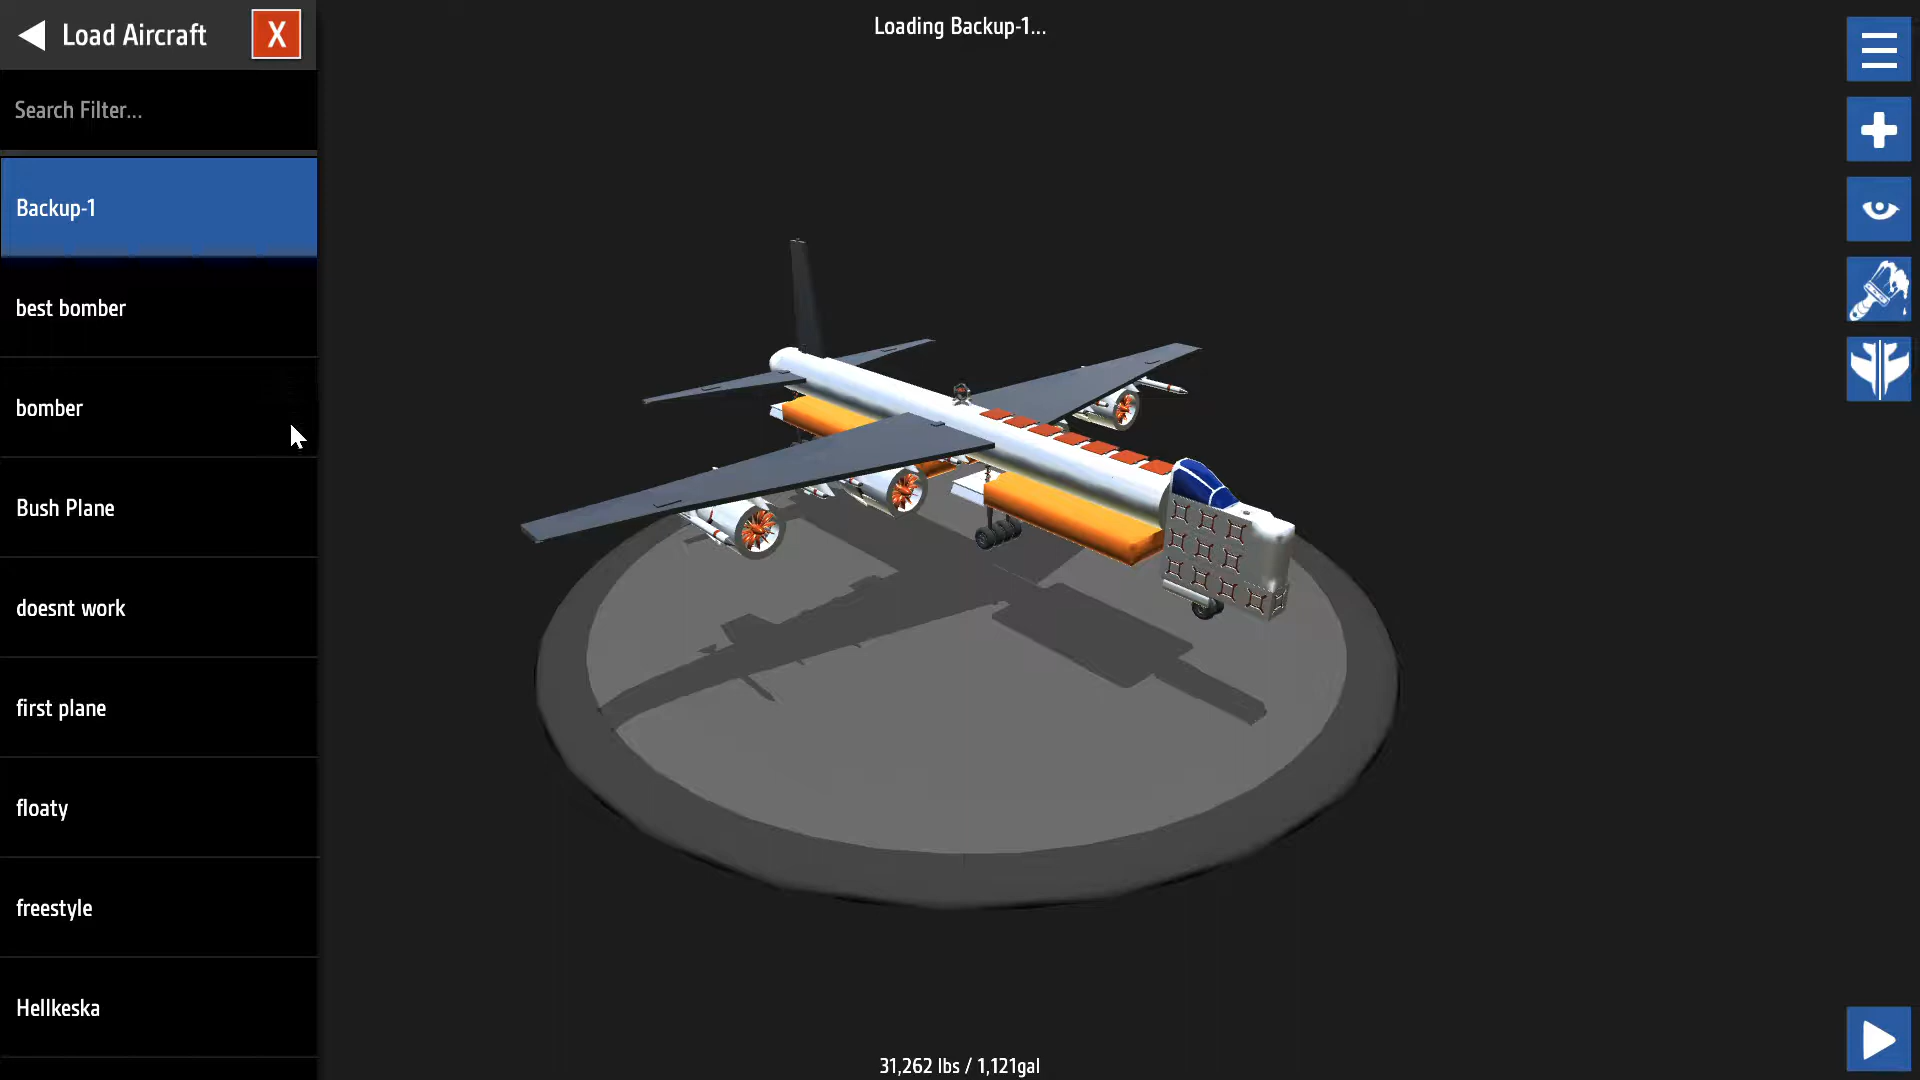 Load Aircraft
X
Loading Backup-1...
Search Filter...
Backup-1
best bomber
bomber
Bush Plane
doesnt work
first plane
floaty
freestyle
Hellkeska
31,262 lbs / 1,121gal